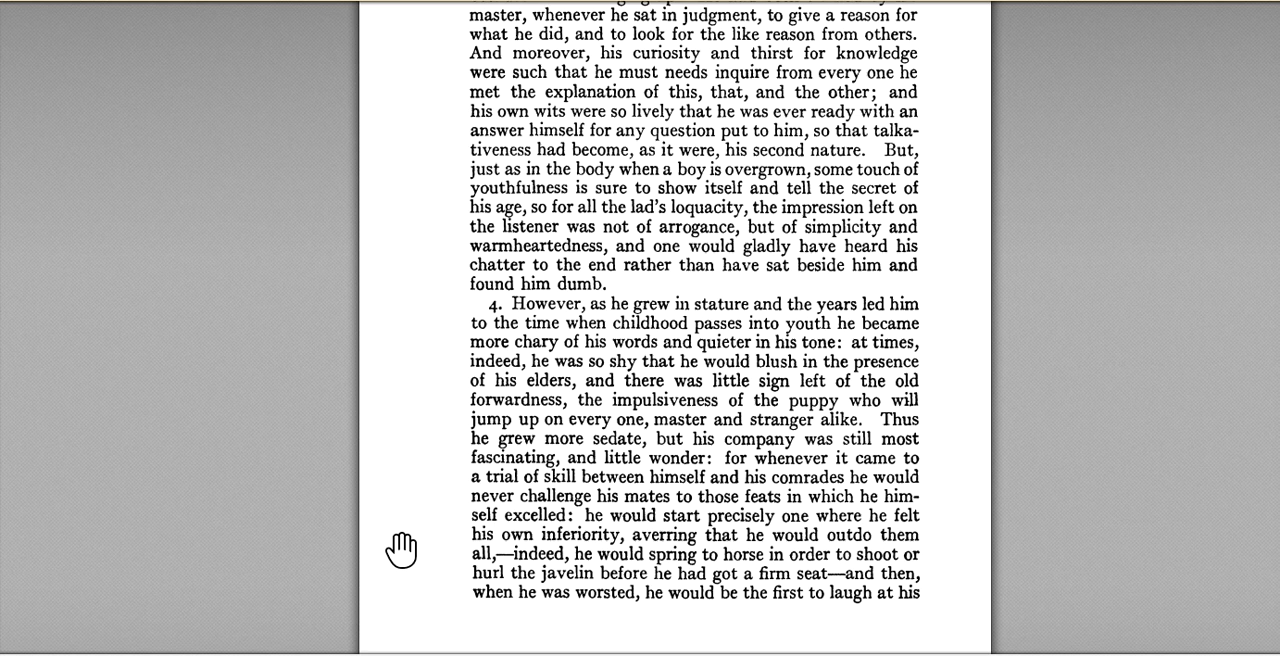 master, whenever he sat in judgment, to give a reason for
what he did, and to look for the like reason from others.
And moreover, his curiosity and thirst for knowledge
were such that he must needs inquire from every one he
met the explanation of this, that, and the other; and
his own wits were so lively that he was ever ready with an
answer himself for any question put to him, so that talka-
tiveness had become, as it were, his second nature. But,
just as in the body when a boy is overgrown, some touch of
youthfulness is sure to show itself and tell the secret of
his age, so for all the lad's loquacity, the impression left on
the listener was not of arrogance, but of simplicity and
warmheartedness, and one would gladly have heard his
chatter to the end rather than have sat beside him and
found him dumb.
4. However, as he grew in stature and the years led him
to the time when childhood passes into youth he became
more chary of his words and quieter in his tone: at times,
indeed, he was so shy that he would blush in the presence
of his elders, and there was little sign left of the old
forwardness, the impulsiveness of the puppy who will
jump up on every one, master and stranger alike. Thus
he grew more sedate, but his company was still most
fascinating, and little wonder: for whenever it came to
a trial of skill between himself and his comrades he would
never challenge his mates to those feats in which he him-
self excelled: he would start precisely one where he felt
his own inferiority, averring that he would outdo them
all,—indeed, he would spring to horse in order to shoot or
hurl the javelin before he had got a firm seat—and then,
when he was worsted, he would be the first to laugh at his